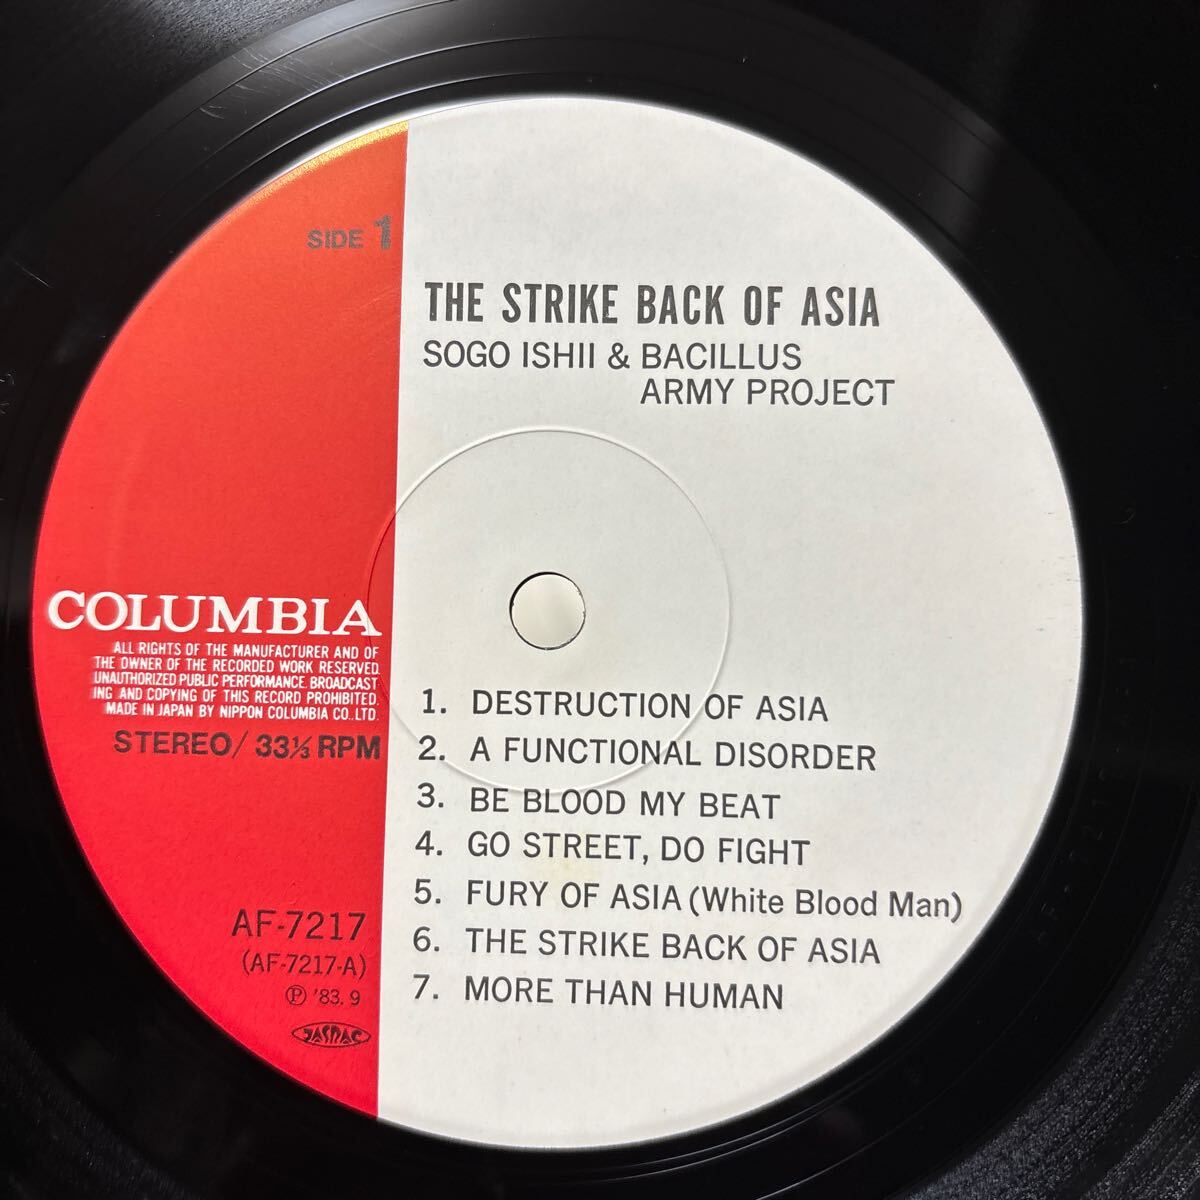 SIDE 1
THE STRIKE BACK OF ASIA
SOGO ISHII & BACILLUS
ARMY PROJECT
COLUMBIA
ALL RIGHTS OF THE MANUFACTURER AND OF
THE OWNER OF THE RECORDED WORK RESERVED.
UNAUTHORIZED PUBLIC PERFORMANCE. BROADCAST
ING AND COPYING OF THIS RECORD PROHIBITED.
MADE IN JAPAN BY NIPPON COLUMBIA CO., LTD.
STEREO/ 33⅓ RPM
1. DESTRUCTION OF ASIA
2. A FUNCTIONAL DISORDER
3. BE BLOOD MY BEAT
4. GO STREET, DO FIGHT
5. FURY OF ASIA (White Blood Man)
6. THE STRIKE BACK OF ASIA
7. MORE THAN HUMAN
AF-7217
(AF-7217-A)
Ⓟ '83. 9
JASRAC